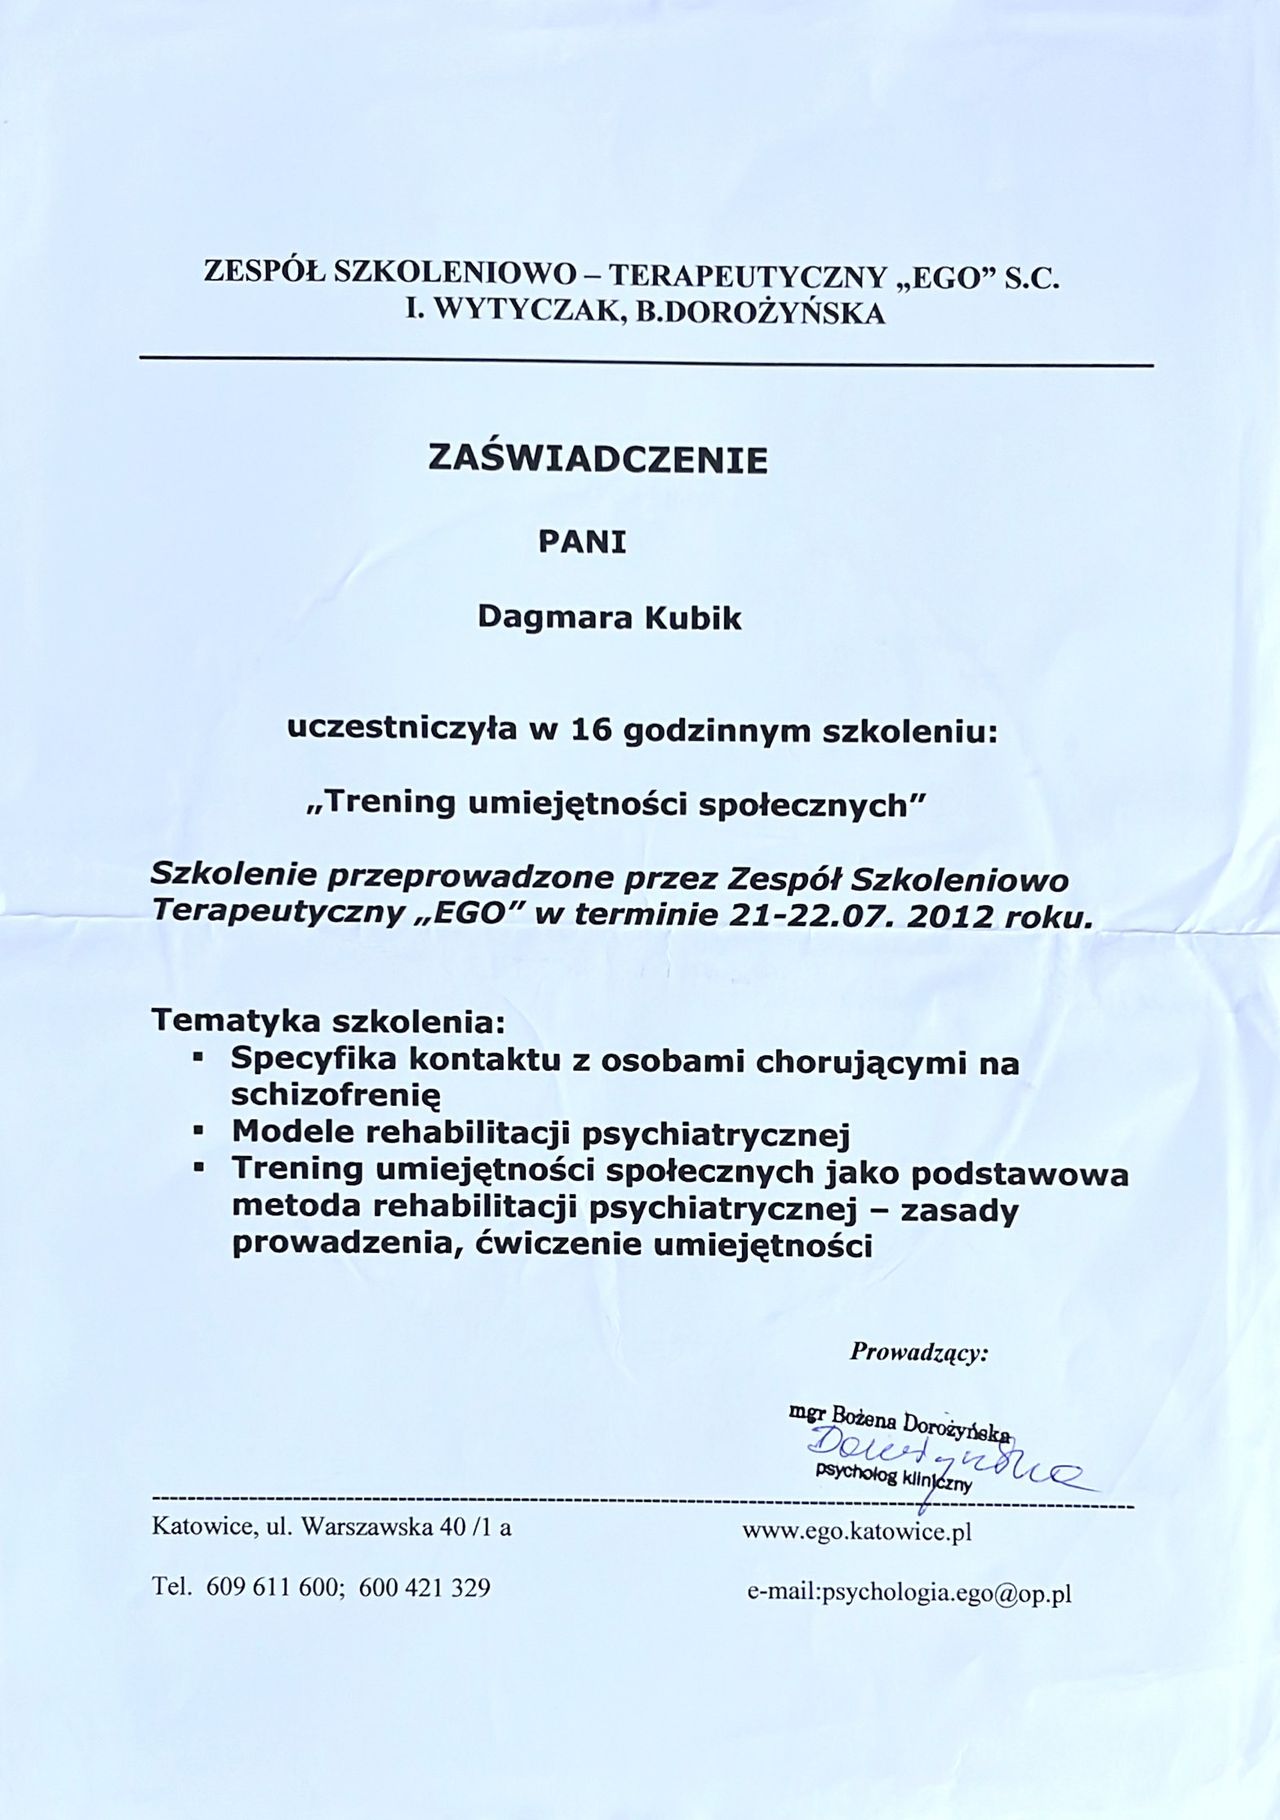 ZESPÓŁ SZKOLENIOWO – TERAPEUTYCZNY „EGO” S.C.
I. WYTYCZAK, B.DOROŻYŃSKA
ZAŚWIADCZENIE
PANI
Dagmara Kubik
uczestniczyła w 16 godzinnym szkoleniu:
„Trening umiejętności społecznych”
Szkolenie przeprowadzone przez Zespół Szkoleniowo
Terapeutyczny „EGO” w terminie 21-22.07. 2012 roku.
Tematyka szkolenia:
▪ Specyfika kontaktu z osobami chorującymi na
schizofrenię
▪ Modele rehabilitacji psychiatrycznej
▪ Trening umiejętności społecznych jako podstawowa
metoda rehabilitacji psychiatrycznej – zasady
prowadzenia, ćwiczenie umiejętności
Prowadzący:
mgr Bożena Dorożyńska
Dorożyńska
psycholog kliniczny
Katowice, ul. Warszawska 40 /1 a www.ego.katowice.pl
Tel. 609 611 600; 600 421 329 e-mail:psychologia.ego@op.pl